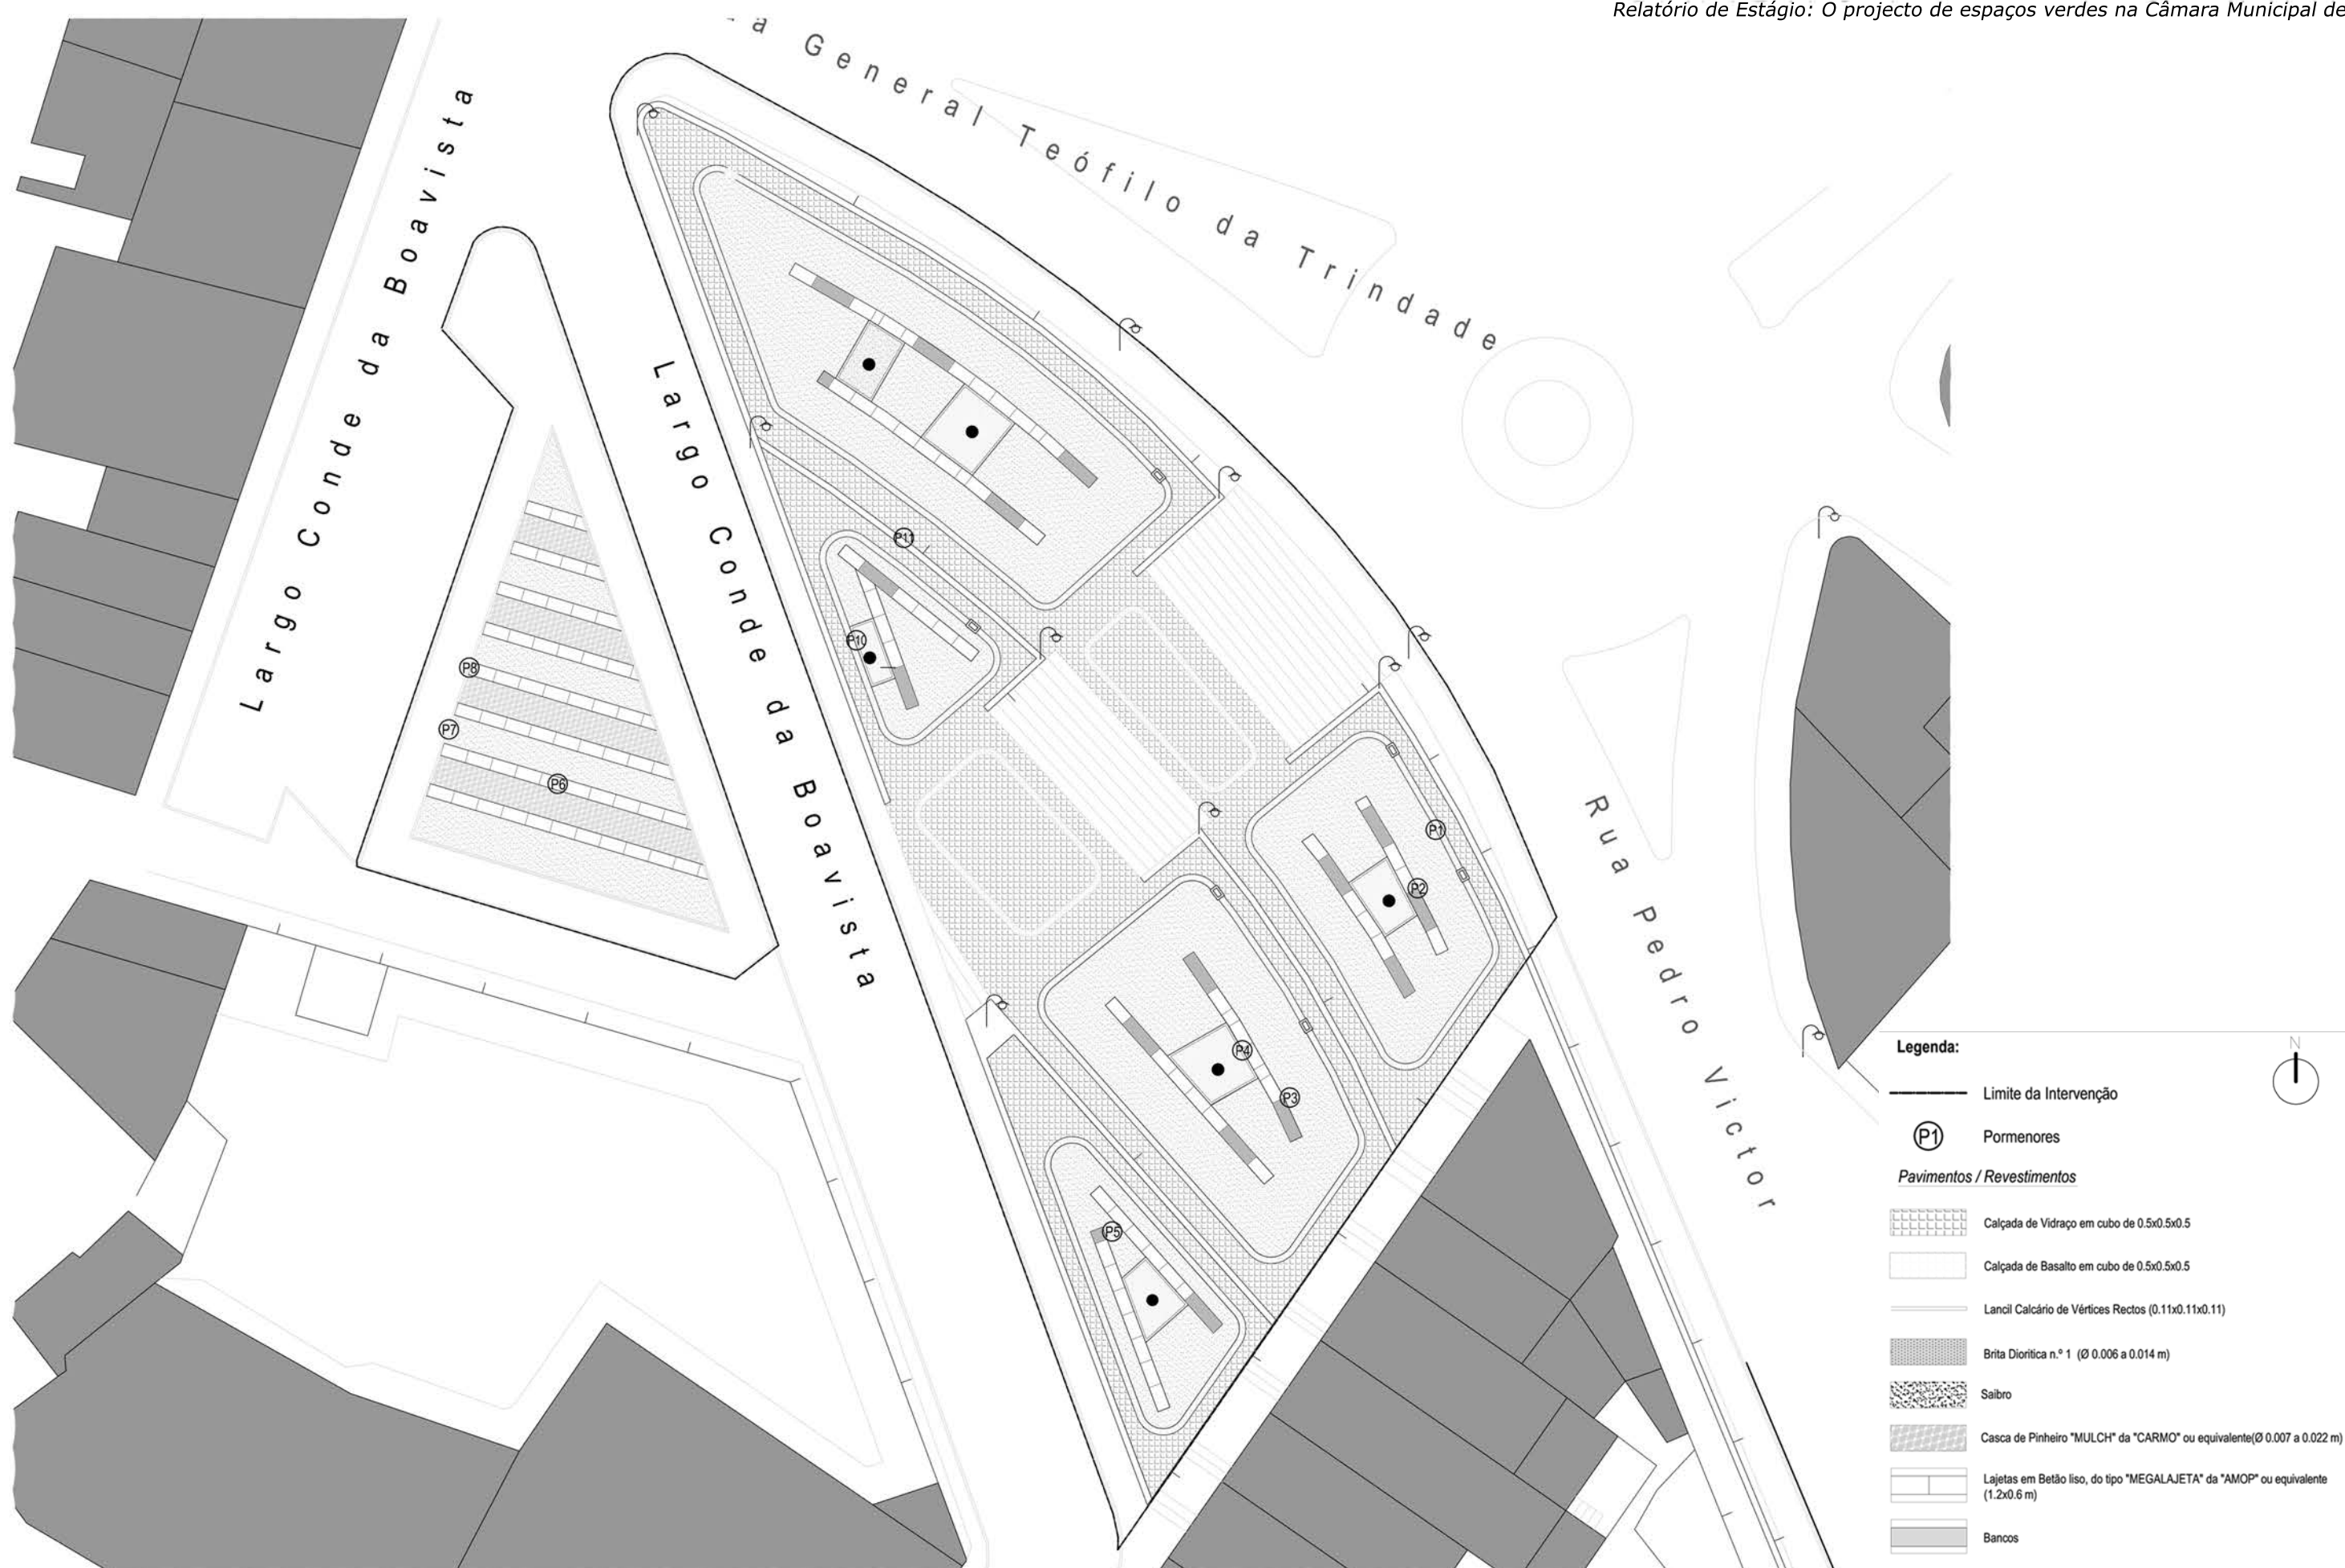 Relatório de Estágio: O projecto de espaços verdes na Câmara Municipal de
a General Teófilo da Trindade
Largo Conde da Boavista
Largo Conde da Boavista
Rua Pedro Victor
P11
P10
P8
P7
P6
P1
P2
P4
P3
P5
Legenda:
N
Limite da Intervenção
P1
Pormenores
Pavimentos / Revestimentos
Calçada de Vidraço em cubo de 0.5x0.5x0.5
Calçada de Basalto em cubo de 0.5x0.5x0.5
Lancil Calcário de Vértices Rectos (0.11x0.11x0.11)
Brita Dioritica n.º 1 (Ø 0.006 a 0.014 m)
Saibro
Casca de Pinheiro "MULCH" da "CARMO" ou equivalente(Ø 0.007 a 0.022 m)
Lajetas em Betão liso, do tipo "MEGALAJETA" da "AMOP" ou equivalente
(1.2x0.6 m)
Bancos